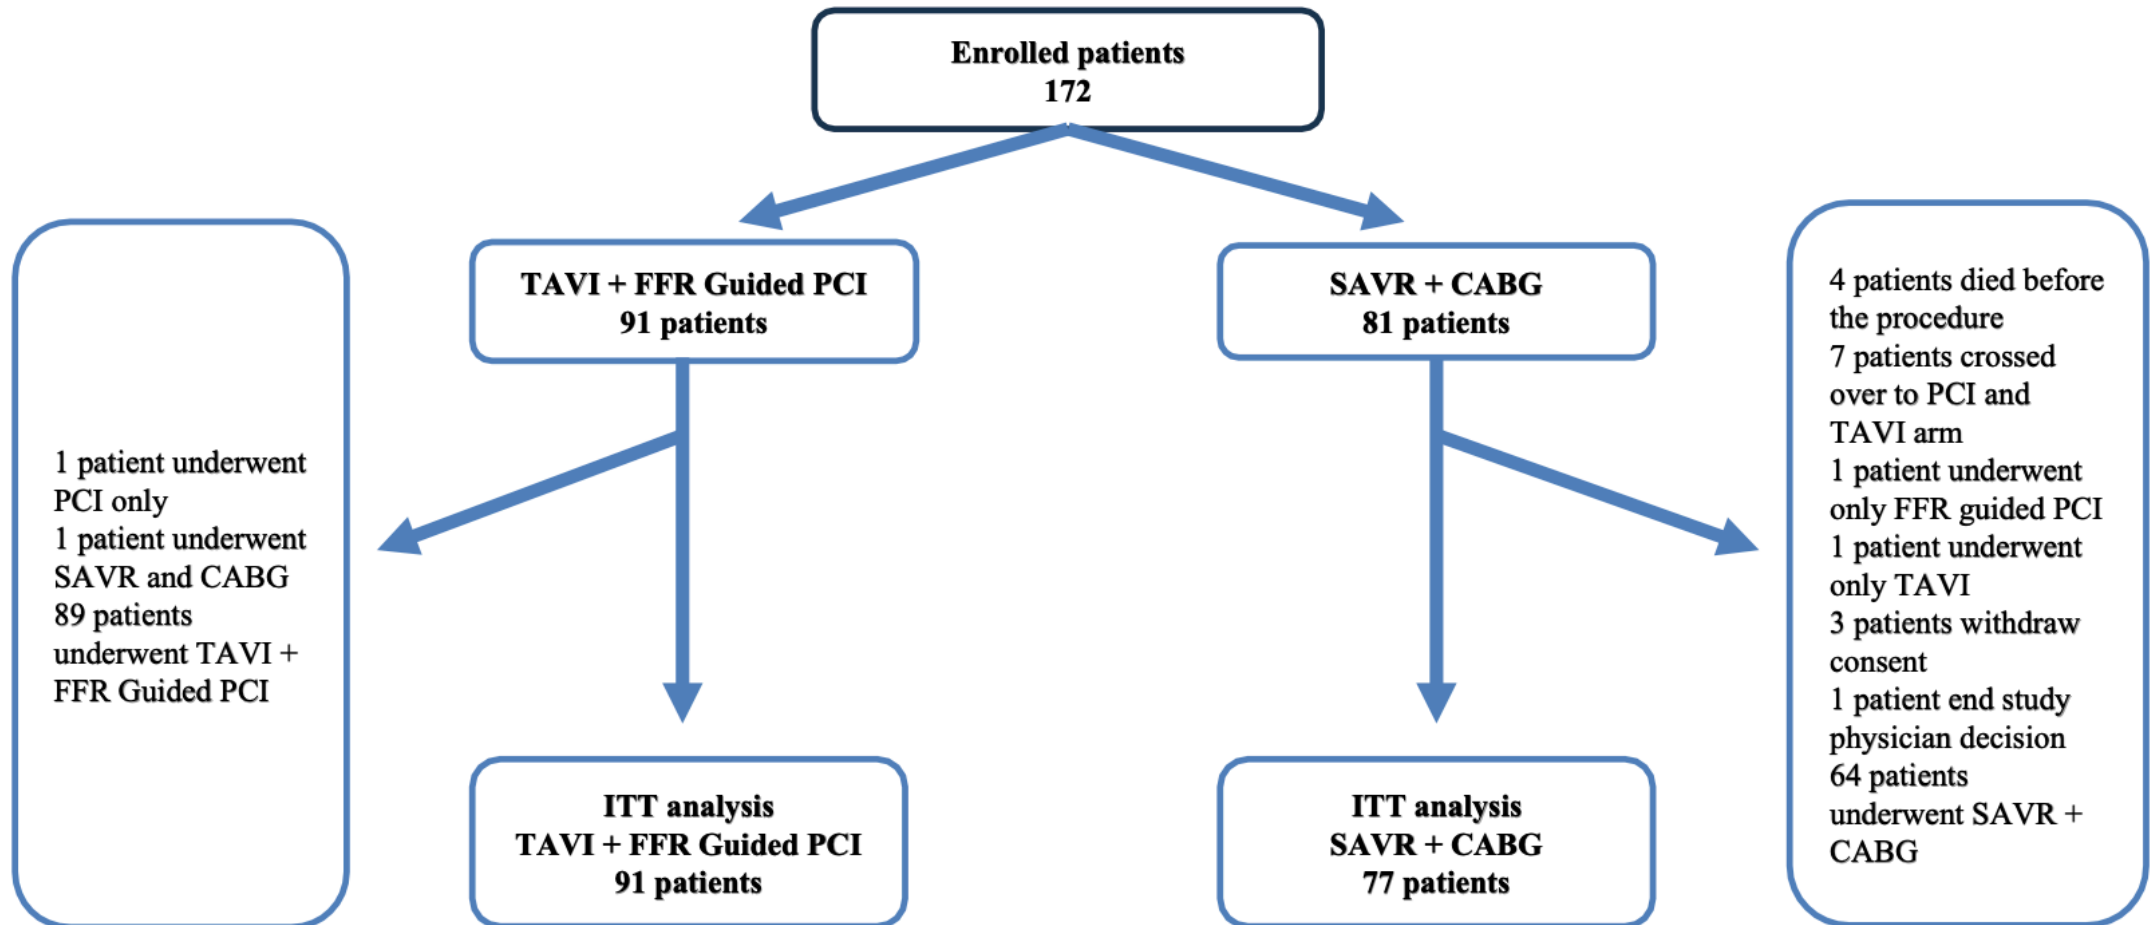 Enrolled patients
172
TAVI + FFR Guided PCI
91 patients
SAVR + CABG
81 patients
1 patient underwent
PCI only
1 patient underwent
SAVR and CABG
89 patients
underwent TAVI +
FFR Guided PCI
4 patients died before
the procedure
7 patients crossed
over to PCI and
TAVI arm
1 patient underwent
only FFR guided PCI
1 patient underwent
only TAVI
3 patients withdraw
consent
1 patient end study
physician decision
64 patients
underwent SAVR +
CABG
ITT analysis
TAVI + FFR Guided PCI
91 patients
ITT analysis
SAVR + CABG
77 patients